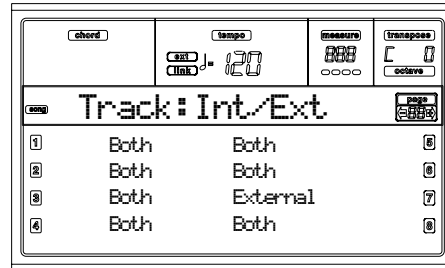 chord tempo measure transpose
ext ♩= 120 888 C 0
link octave
song Track:Int/Ext page
1 Both Both 5
2 Both Both 6
3 Both External 7
4 Both Both 8